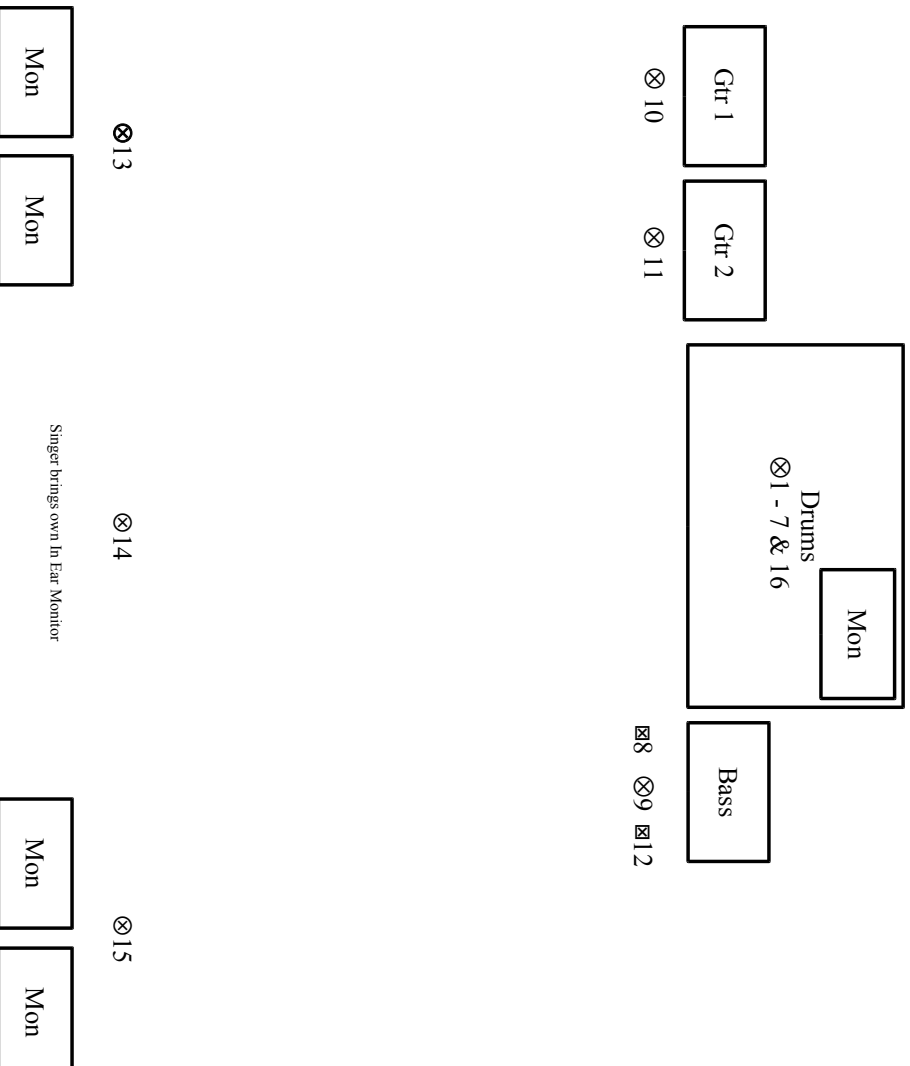 Mon
Drums
⊗1 - 7 & 16
Gtr 1
Gtr 2
Bass
⊗ 10
⊗ 11
⊠8 ⊗9 ⊠12
⊗13
⊗14
⊗15
Singer brings own In Ear Monitor
Mon
Mon
Mon
Mon